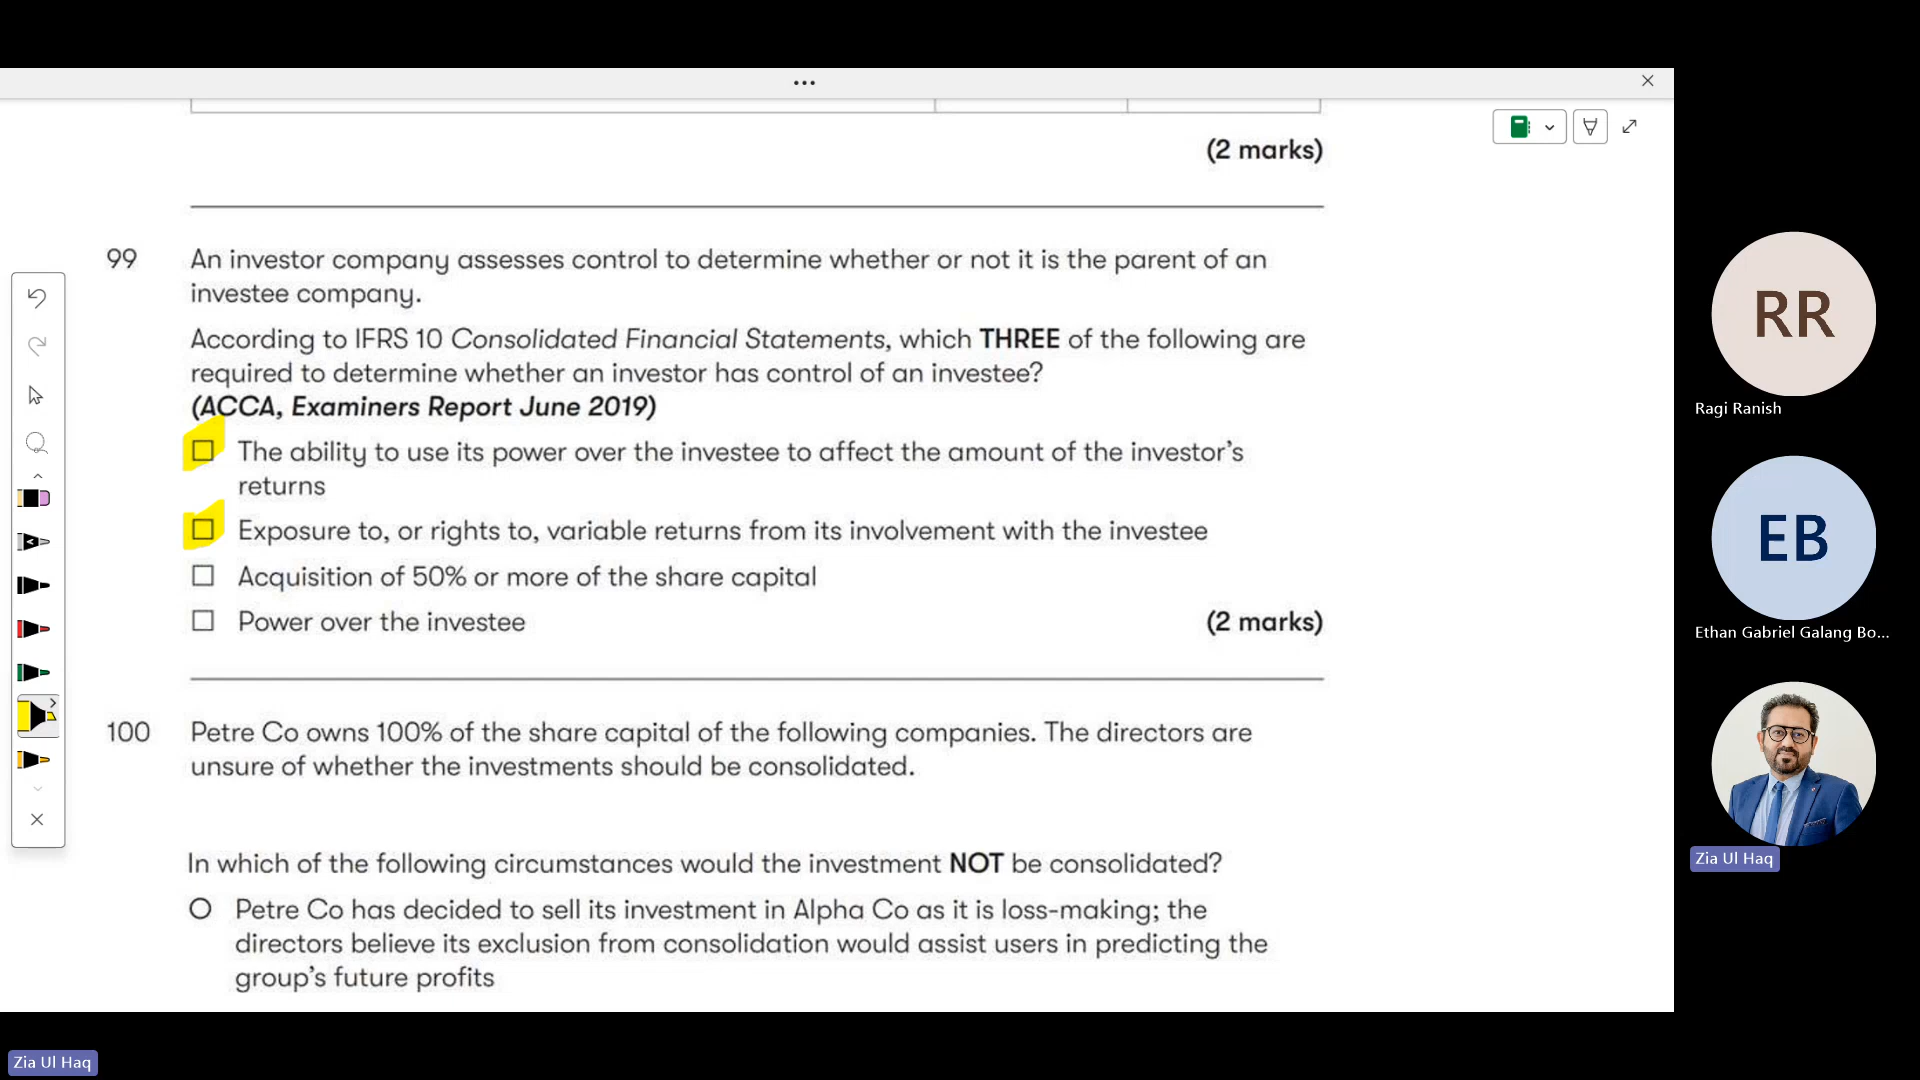 (2 marks)
99
An investor company assesses control to determine whether or not it is the parent of an
investee company.
According to IFRS 10 Consolidated Financial Statements, which THREE of the following are
required to determine whether an investor has control of an investee?
(ACCA, Examiners Report June 2019)
The ability to use its power over the investee to affect the amount of the investor's
returns
Exposure to, or rights to, variable returns from its involvement with the investee
Acquisition of 50% or more of the share capital
Power over the investee
(2 marks)
100
Petre Co owns 100% of the share capital of the following companies. The directors are
unsure of whether the investments should be consolidated.
In which of the following circumstances would the investment NOT be consolidated?
Petre Co has decided to sell its investment in Alpha Co as it is loss-making; the
directors believe its exclusion from consolidation would assist users in predicting the
group's future profits
RR
Ragi Ranish
EB
Ethan Gabriel Galang Bo...
Zia Ul Haq
Zia Ul Haq